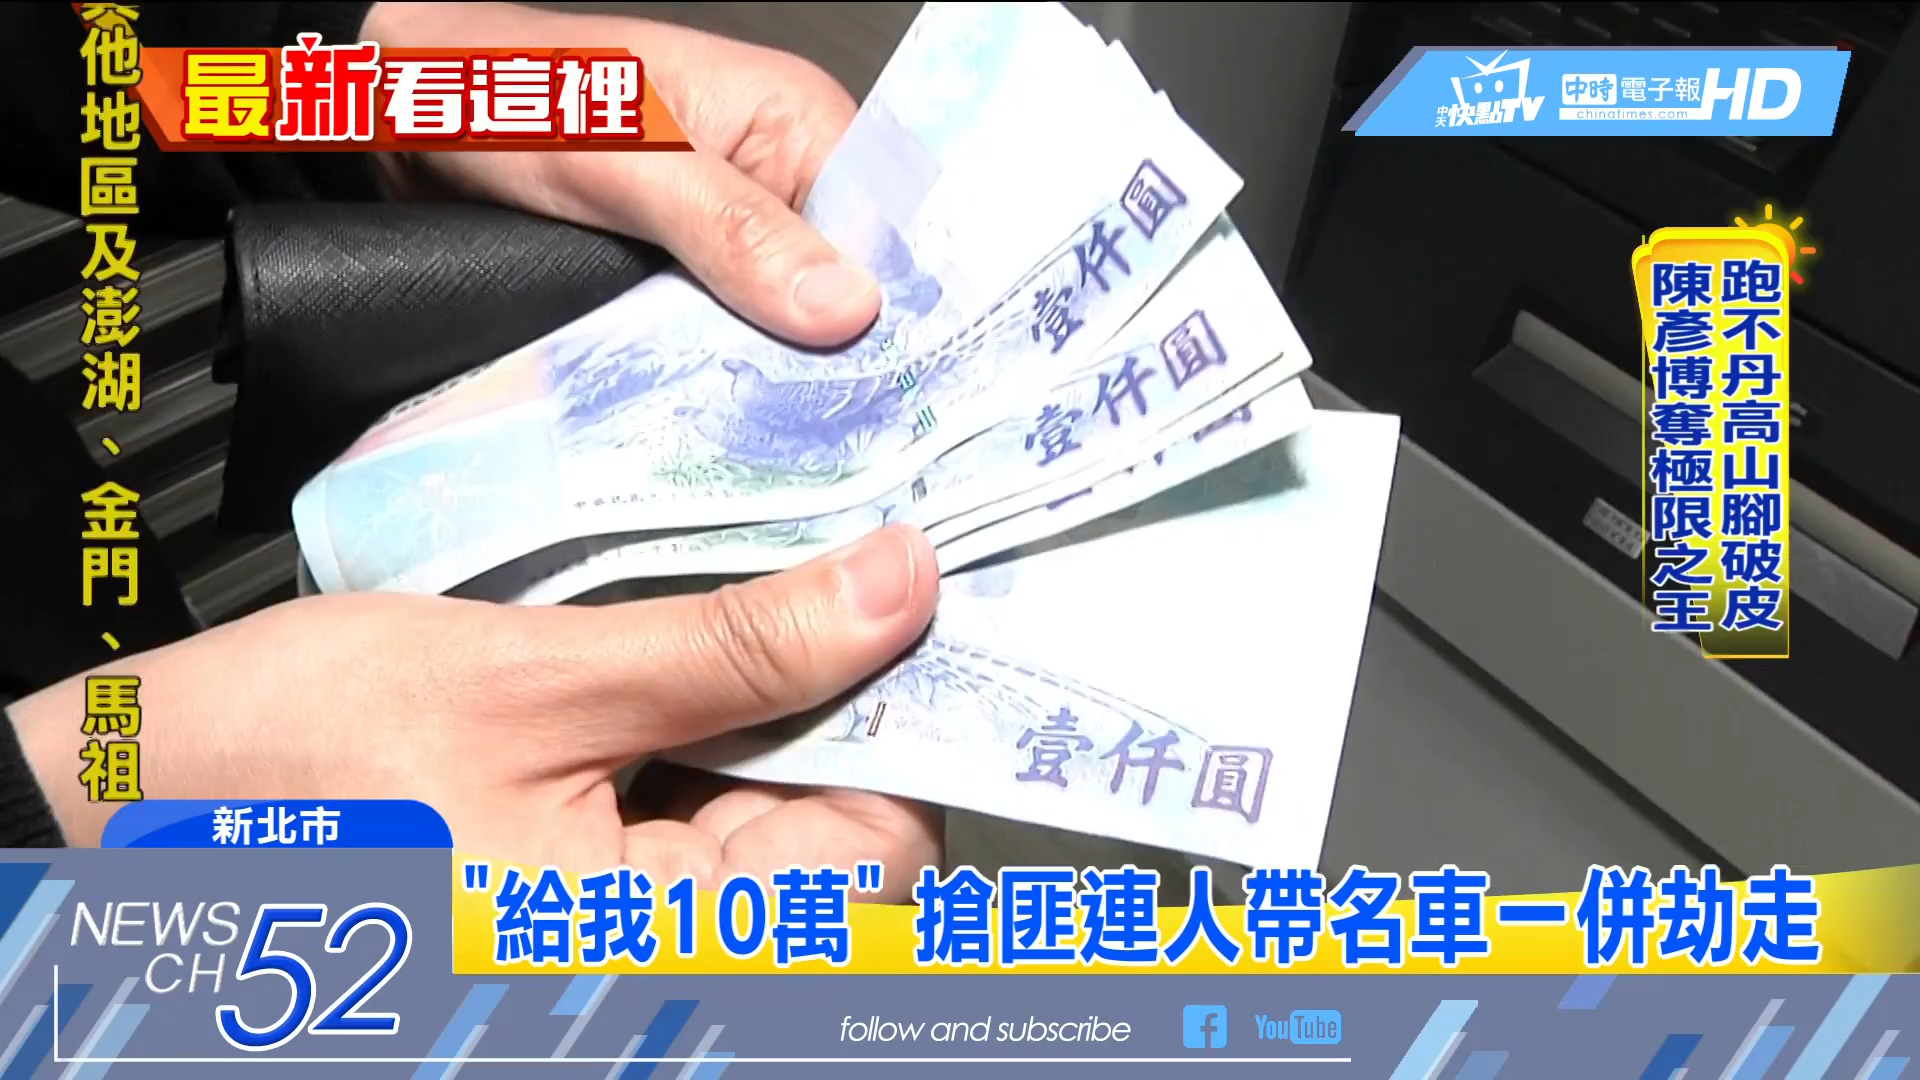 他地區及澎湖、金門、馬祖
最新看這裡
中天快點TV
中時電子報HD
chinatimes.com
跑不丹高山腳破皮
陳彥博奪極限之王
壹仟圓
壹仟圓
壹仟圓
新北市
NEWS
CH
52
"給我10萬" 搶匪連人帶名車一併劫走
follow and subscribe
YouTube